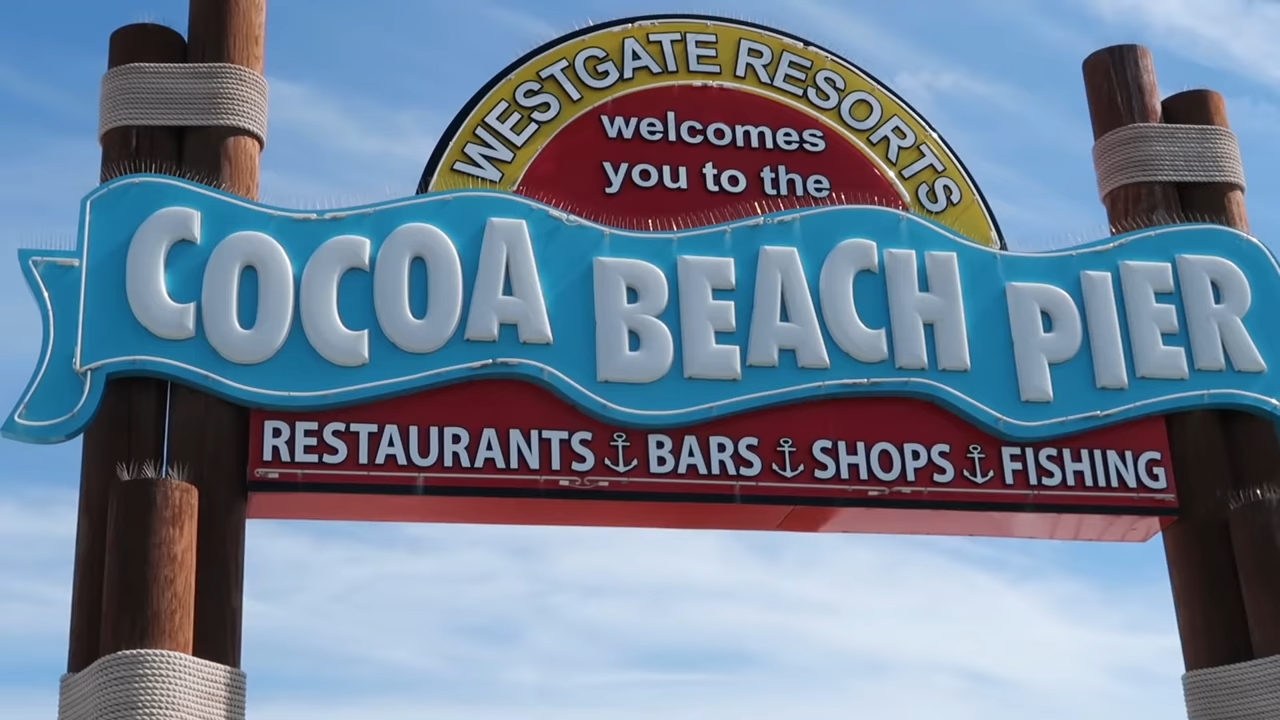 WESTGATE RESORTS
welcomes
you to the
COCOA BEACH PIER
RESTAURANTS BARS SHOPS FISHING